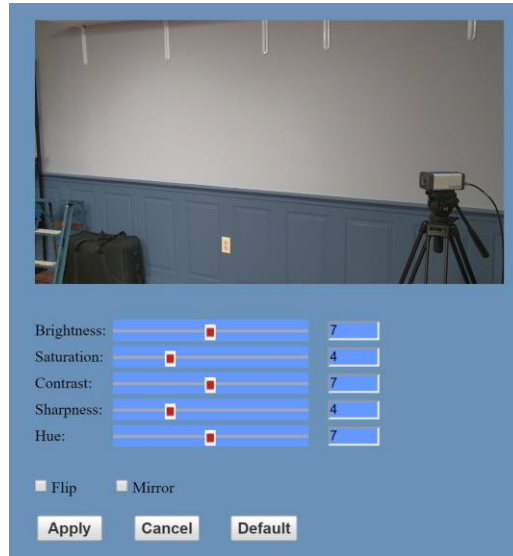 Brightness: 7
Saturation: 4
Contrast: 7
Sharpness: 4
Hue: 7
Flip Mirror
Apply Cancel Default